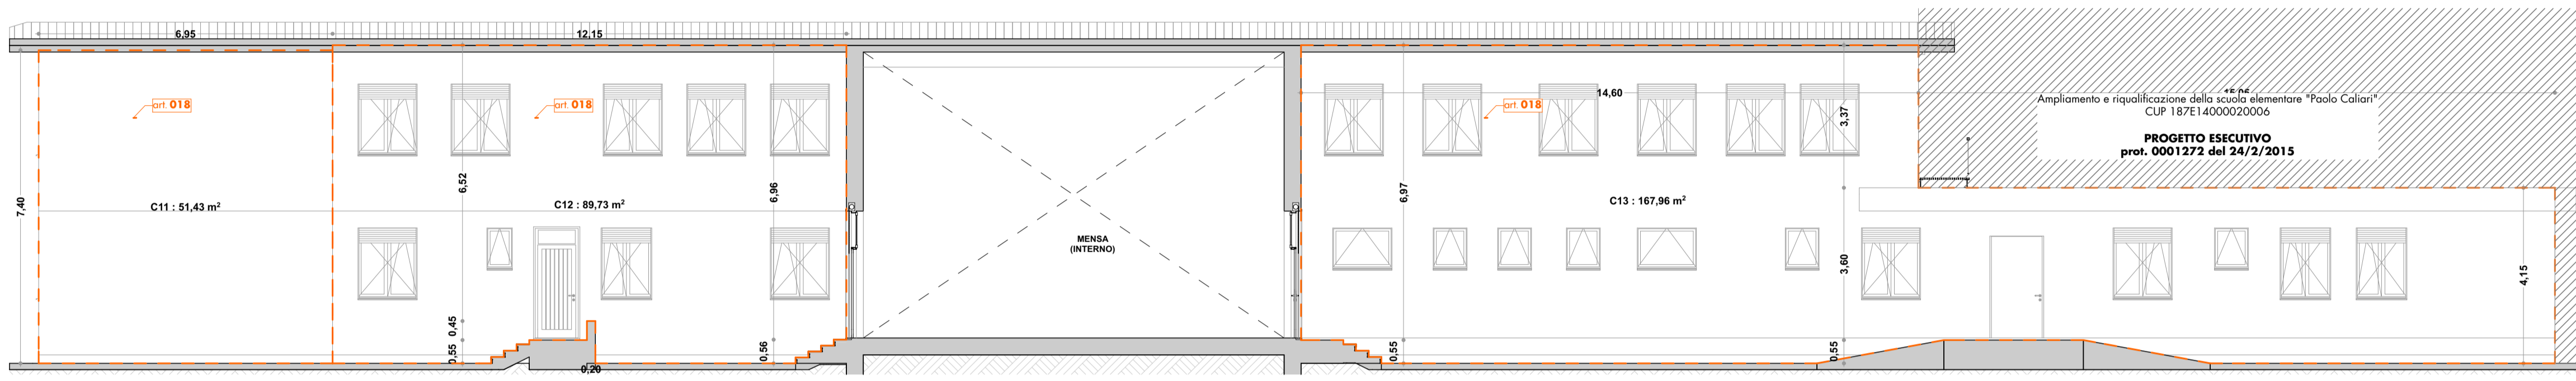 6,95
12,15
art. 018
art. 018
art. 018
14,60
15,06
Ampliamento e riqualificazione della scuola elementare "Paolo Caliari"
CUP 187E14000020006
PROGETTO ESECUTIVO
prot. 0001272 del 24/2/2015
3,37
7,40
6,52
6,96
6,97
C11 : 51,43 m²
C12 : 89,73 m²
C13 : 167,96 m²
MENSA
(INTERNO)
3,60
4,15
0,45
0,55
0,56
0,55
0,55
0,20